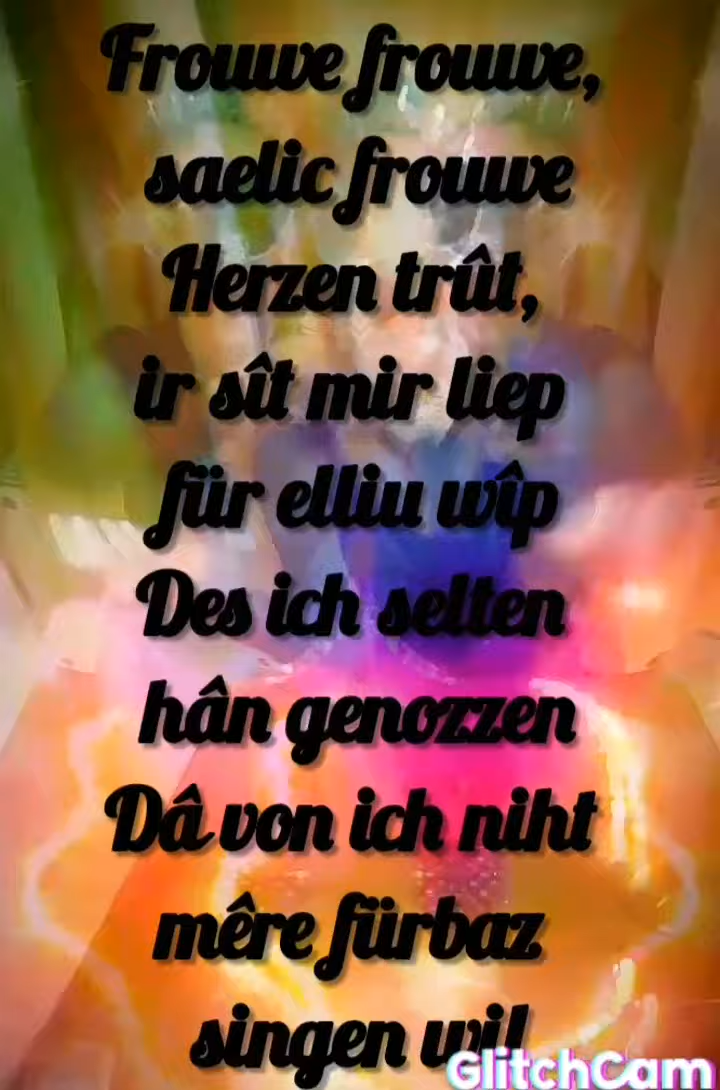 Frouwe frouwe,
saelic frouwe
Herzen trût,
ir sît mir liep
für elliu wîp
Des ich selten
hân genozzen
Dâ von ich niht
mêre fürbaz
singen wil
GlitchCam